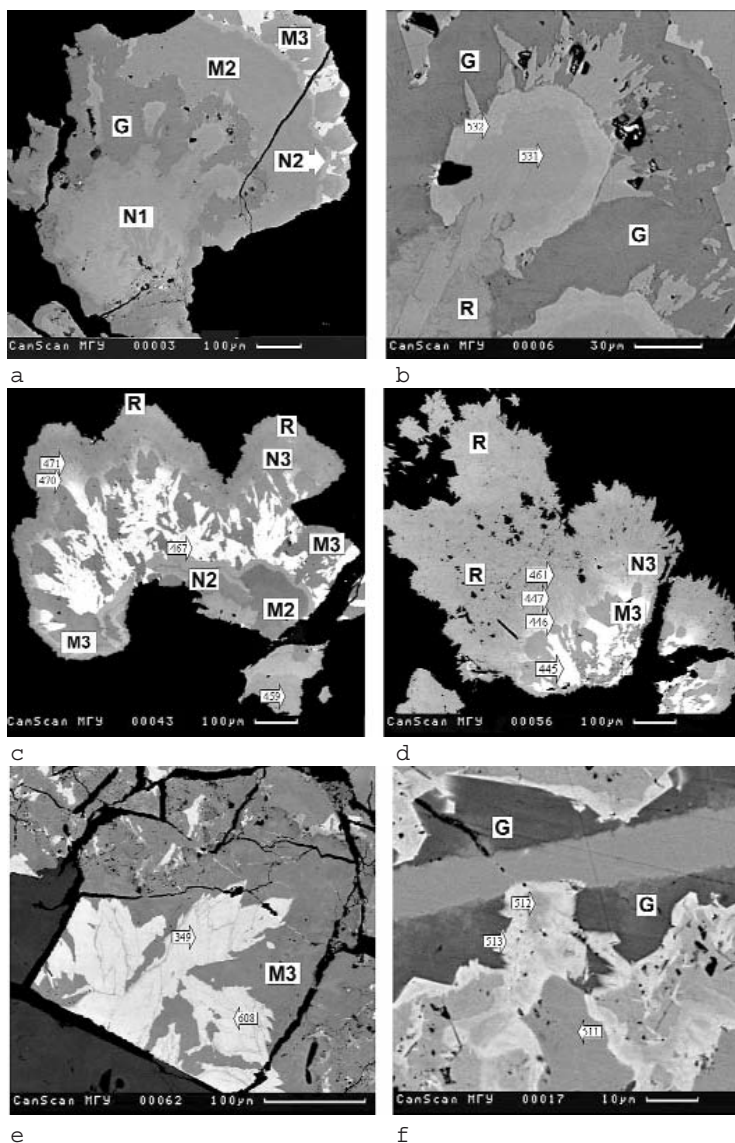 M3
M2
G
N2
N1
CamScan МГУ 00003 100µm
a
G
532
531
G
R
CamScan МГУ 00006 30µm
b
R
R
471
N3
470
467
M3
N2
M2
M3
459
CamScan МГУ 00043 100µm
c
R
N3
461
R
447
M3
446
445
CamScan МГУ 00056 100µm
d
349
M3
608
CamScan МГУ 00062 100µm
e
G
512
G
513
511
CamScan МГУ 00017 10µm
f